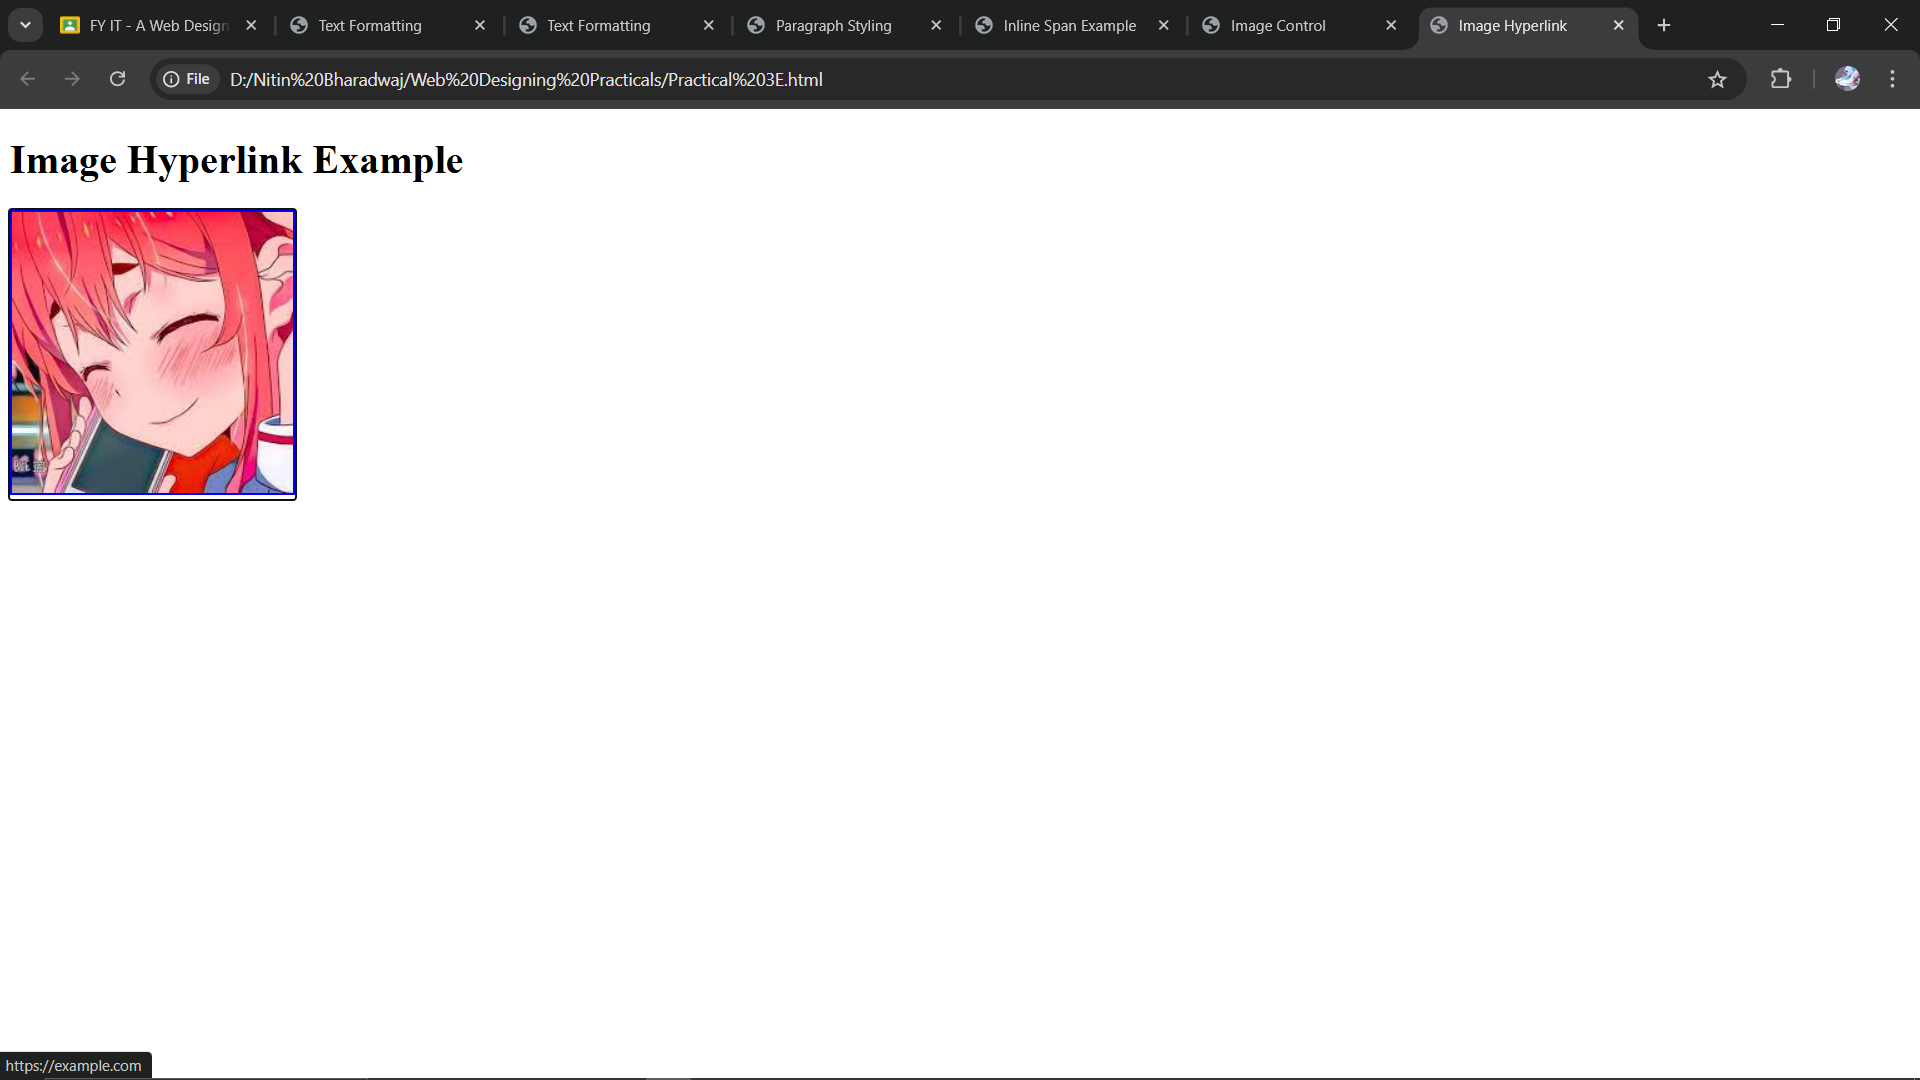 FY IT - A Web Design
Text Formatting
Text Formatting
Paragraph Styling
Inline Span Example
Image Control
Image Hyperlink
File
D:/Nitin%20Bharadwaj/Web%20Designing%20Practicals/Practical%203E.html
Image Hyperlink Example
https://example.com